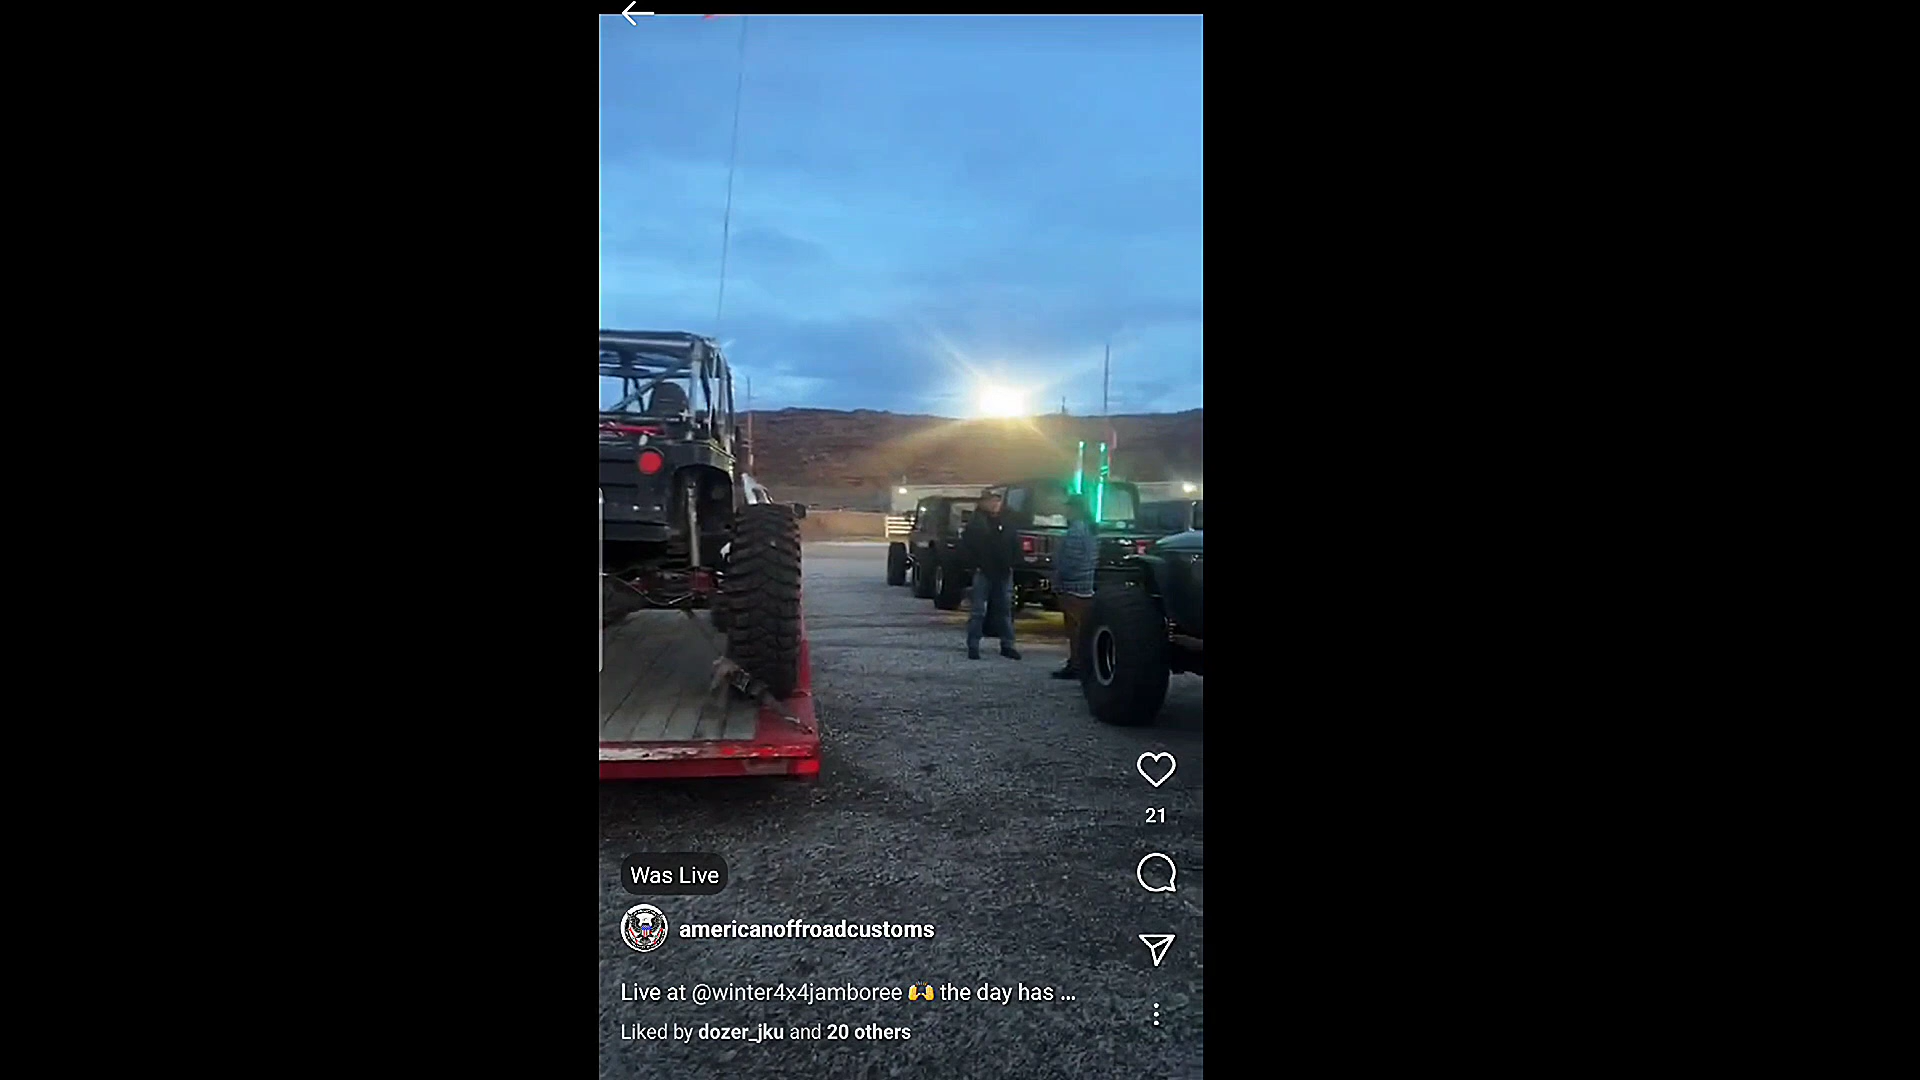 21
Was Live
americanoffroadcustoms
Live at @winter4x4jamboree 🙌 the day has ...
Liked by dozer_jku and 20 others